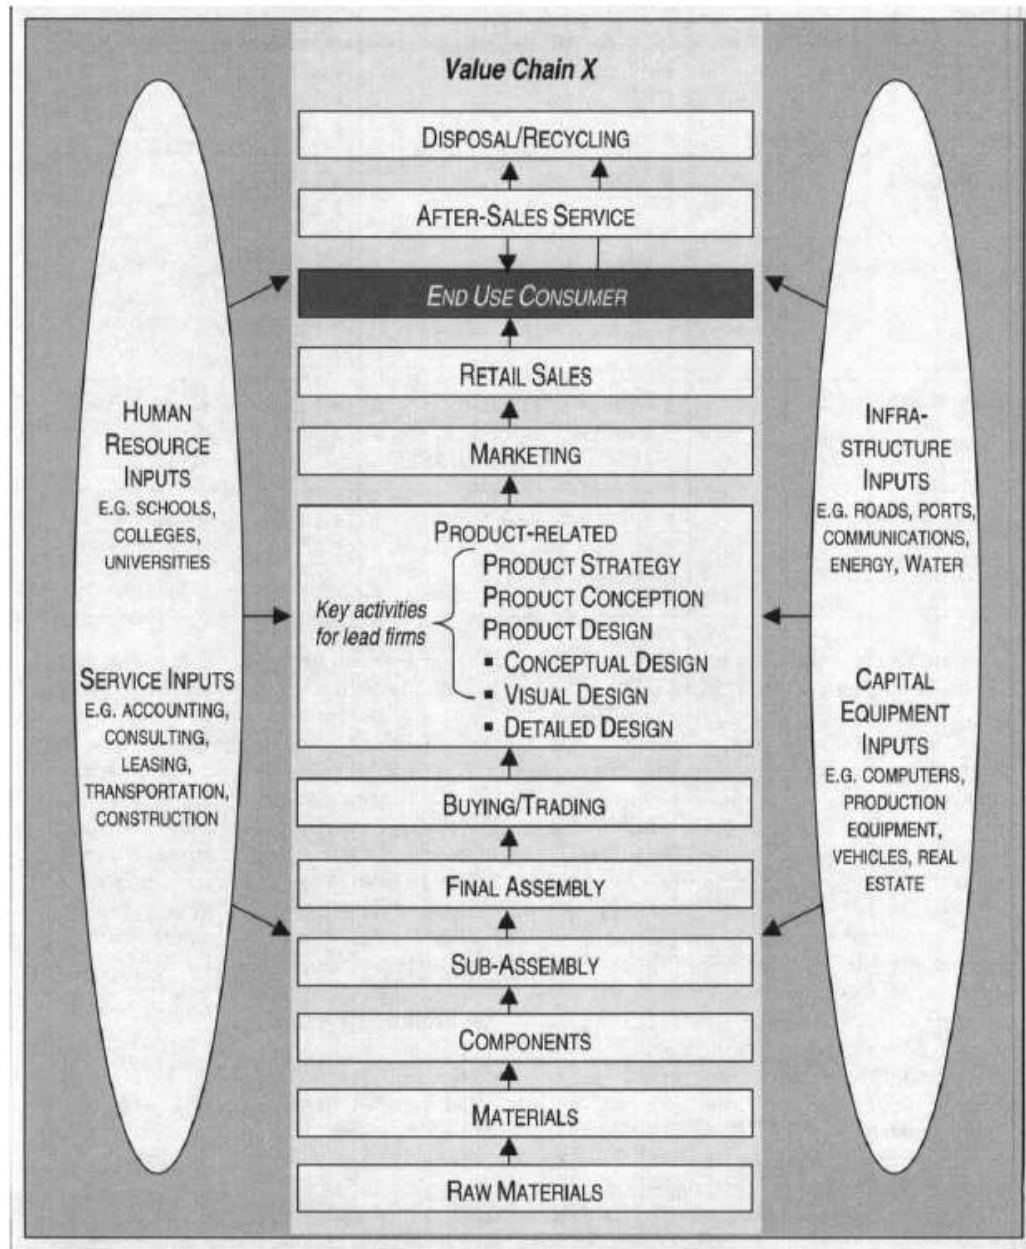 Value Chain X
DISPOSAL/RECYCLING
AFTER-SALES SERVICE
END USE CONSUMER
RETAIL SALES
MARKETING
PRODUCT-RELATED
PRODUCT STRATEGY
PRODUCT CONCEPTION
PRODUCT DESIGN
▪ CONCEPTUAL DESIGN
▪ VISUAL DESIGN
▪ DETAILED DESIGN
Key activities
for lead firms
BUYING/TRADING
FINAL ASSEMBLY
SUB-ASSEMBLY
COMPONENTS
MATERIALS
RAW MATERIALS
HUMAN
RESOURCE
INPUTS
E.G. SCHOOLS,
COLLEGES,
UNIVERSITIES
SERVICE INPUTS
E.G. ACCOUNTING,
CONSULTING,
LEASING,
TRANSPORTATION,
CONSTRUCTION
INFRA-
STRUCTURE
INPUTS
E.G. ROADS, PORTS,
COMMUNICATIONS,
ENERGY, WATER
CAPITAL
EQUIPMENT
INPUTS
E.G. COMPUTERS,
PRODUCTION
EQUIPMENT,
VEHICLES, REAL
ESTATE